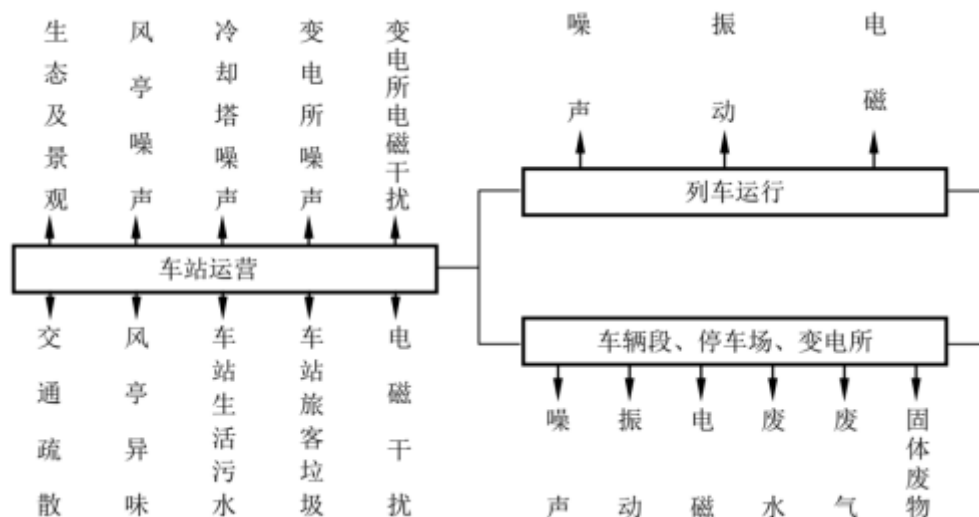 生态及景观
风亭噪声
冷却塔噪声
变电所噪声
变电所电磁干扰
车站运营
交通疏散
风亭异味
车站生活污水
车站旅客垃圾
电磁干扰
噪声
振动
电磁
列车运行
车辆段、停车场、变电所
噪声
振动
电磁
废水
废气
固体废物